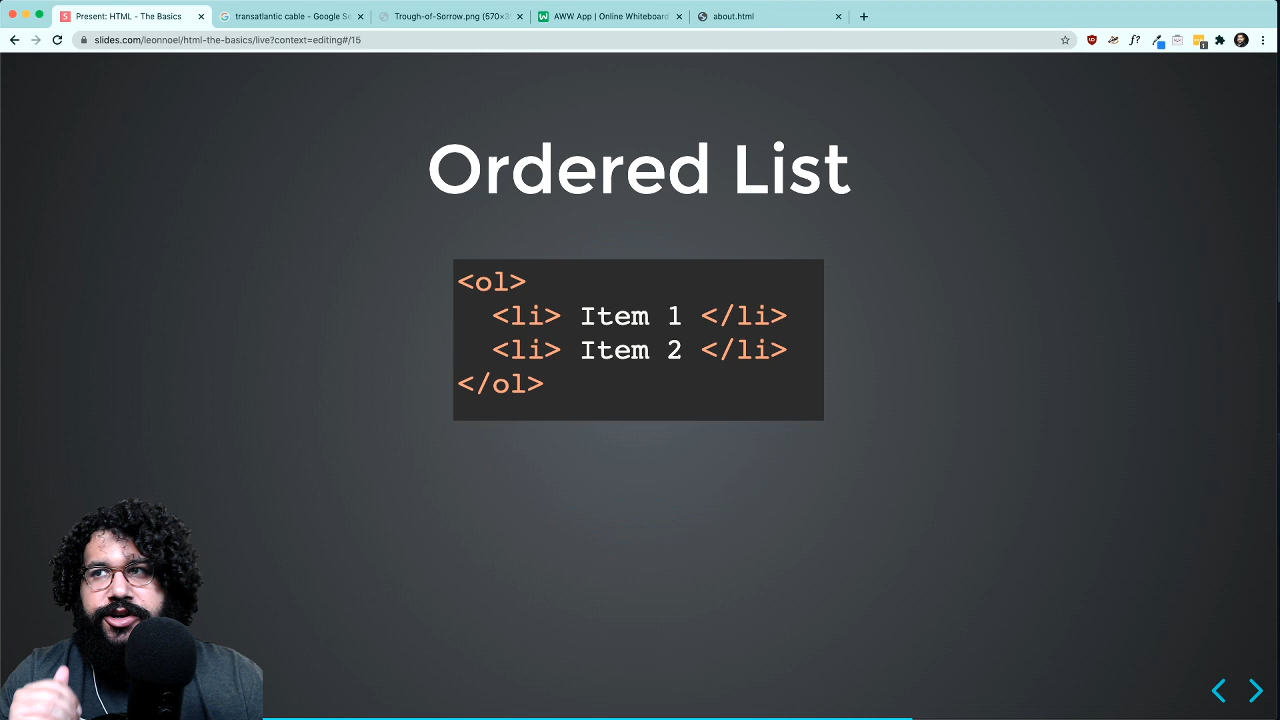 Present: HTML - The Basics
transatlantic cable - Google Se
Trough-of-Sorrow.png (570×3
AWW App | Online Whiteboard
about.html
slides.com/leonnoel/html-the-basics/live?context=editing#/15
Ordered List
<ol>
<li> Item 1 </li>
<li> Item 2 </li>
</ol>